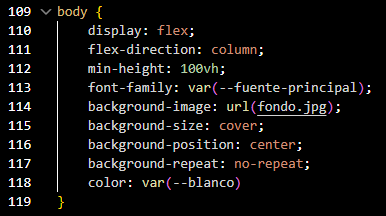 109 body {
110 display: flex;
111 flex-direction: column;
112 min-height: 100vh;
113 font-family: var(--fuente-principal);
114 background-image: url(fondo.jpg);
115 background-size: cover;
116 background-position: center;
117 background-repeat: no-repeat;
118 color: var(--blanco)
119 }